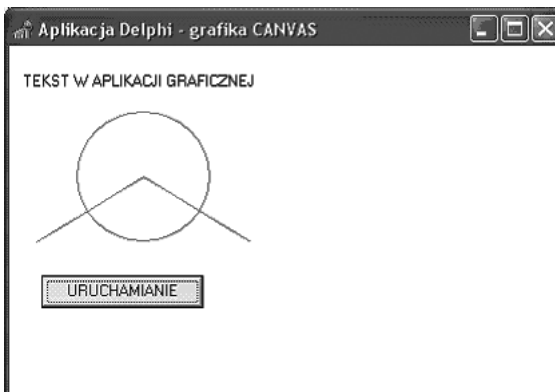 Aplikacja Delphi - grafika CANVAS
TEKST W APLIKACJI GRAFICZNEJ
URUCHAMIANIE